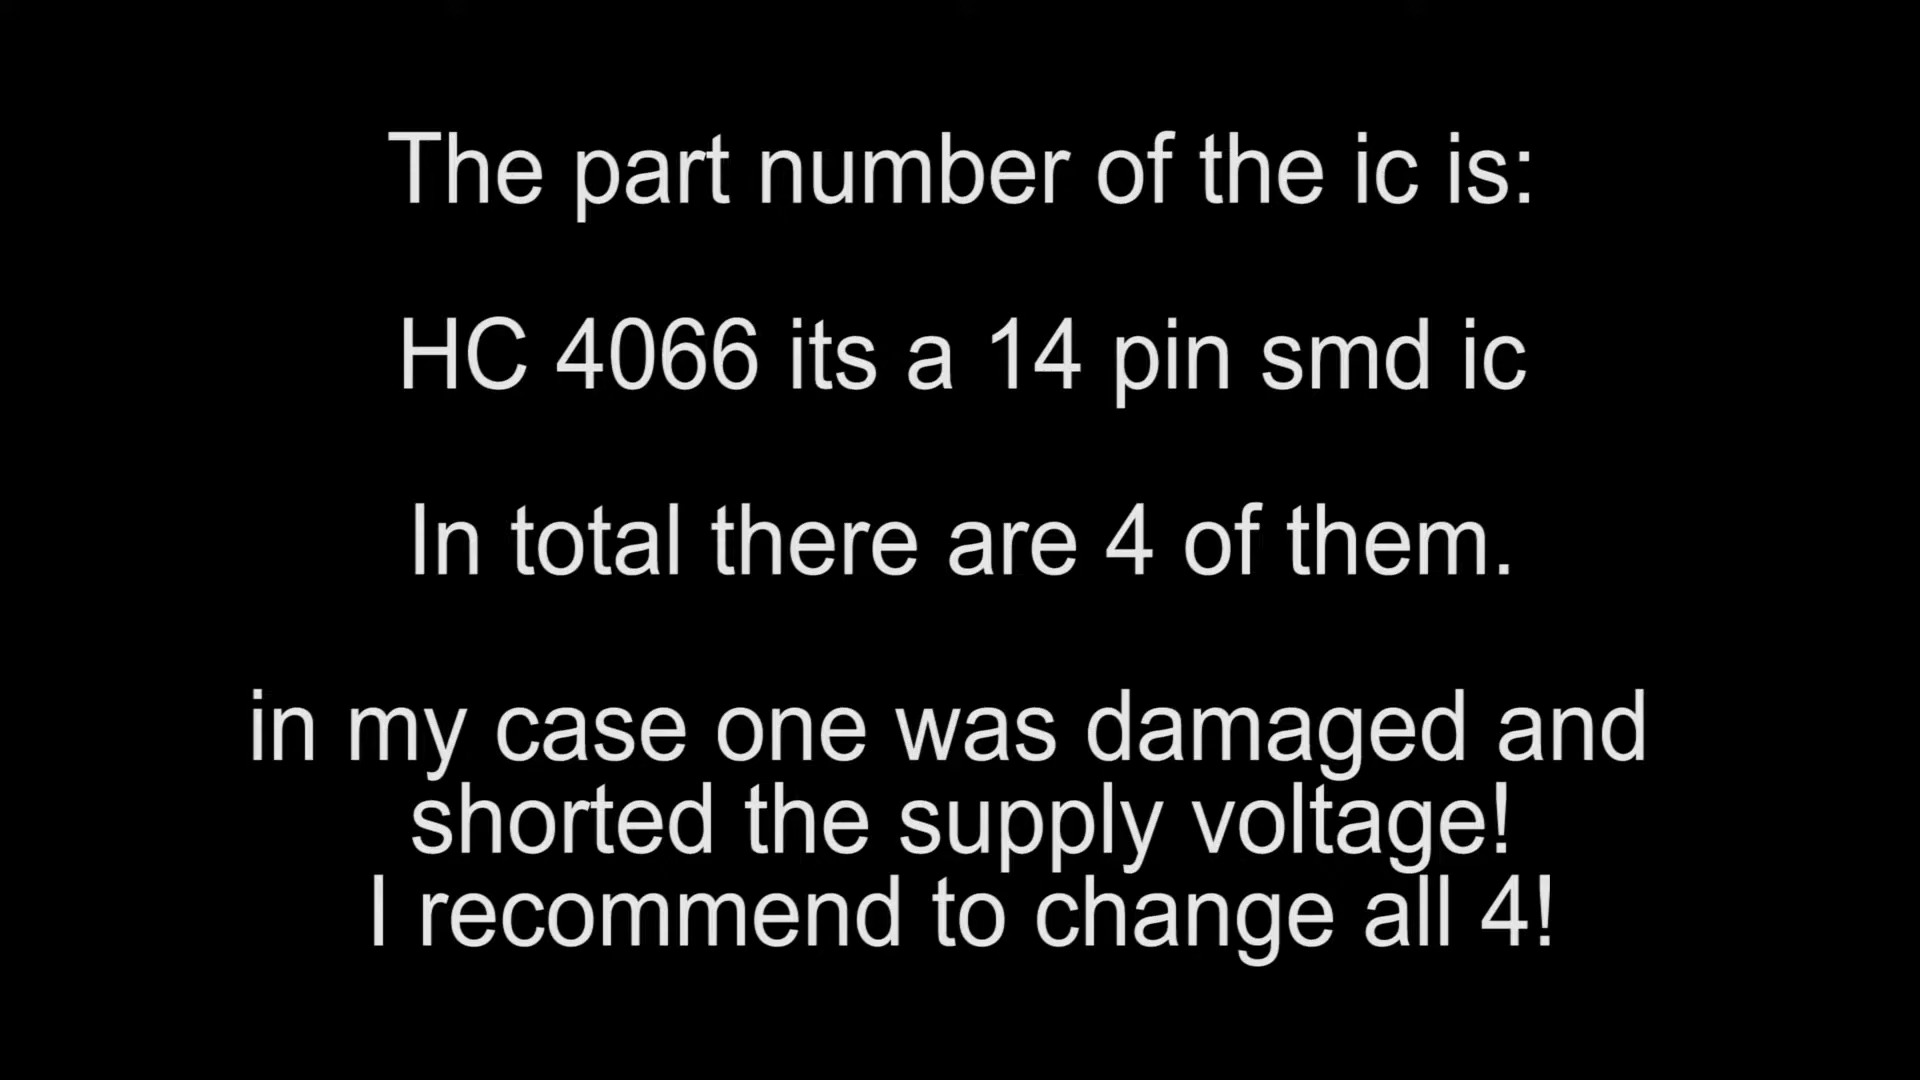 The part number of the ic is:
HC 4066 its a 14 pin smd ic
In total there are 4 of them.
in my case one was damaged and
shorted the supply voltage!
I recommend to change all 4!